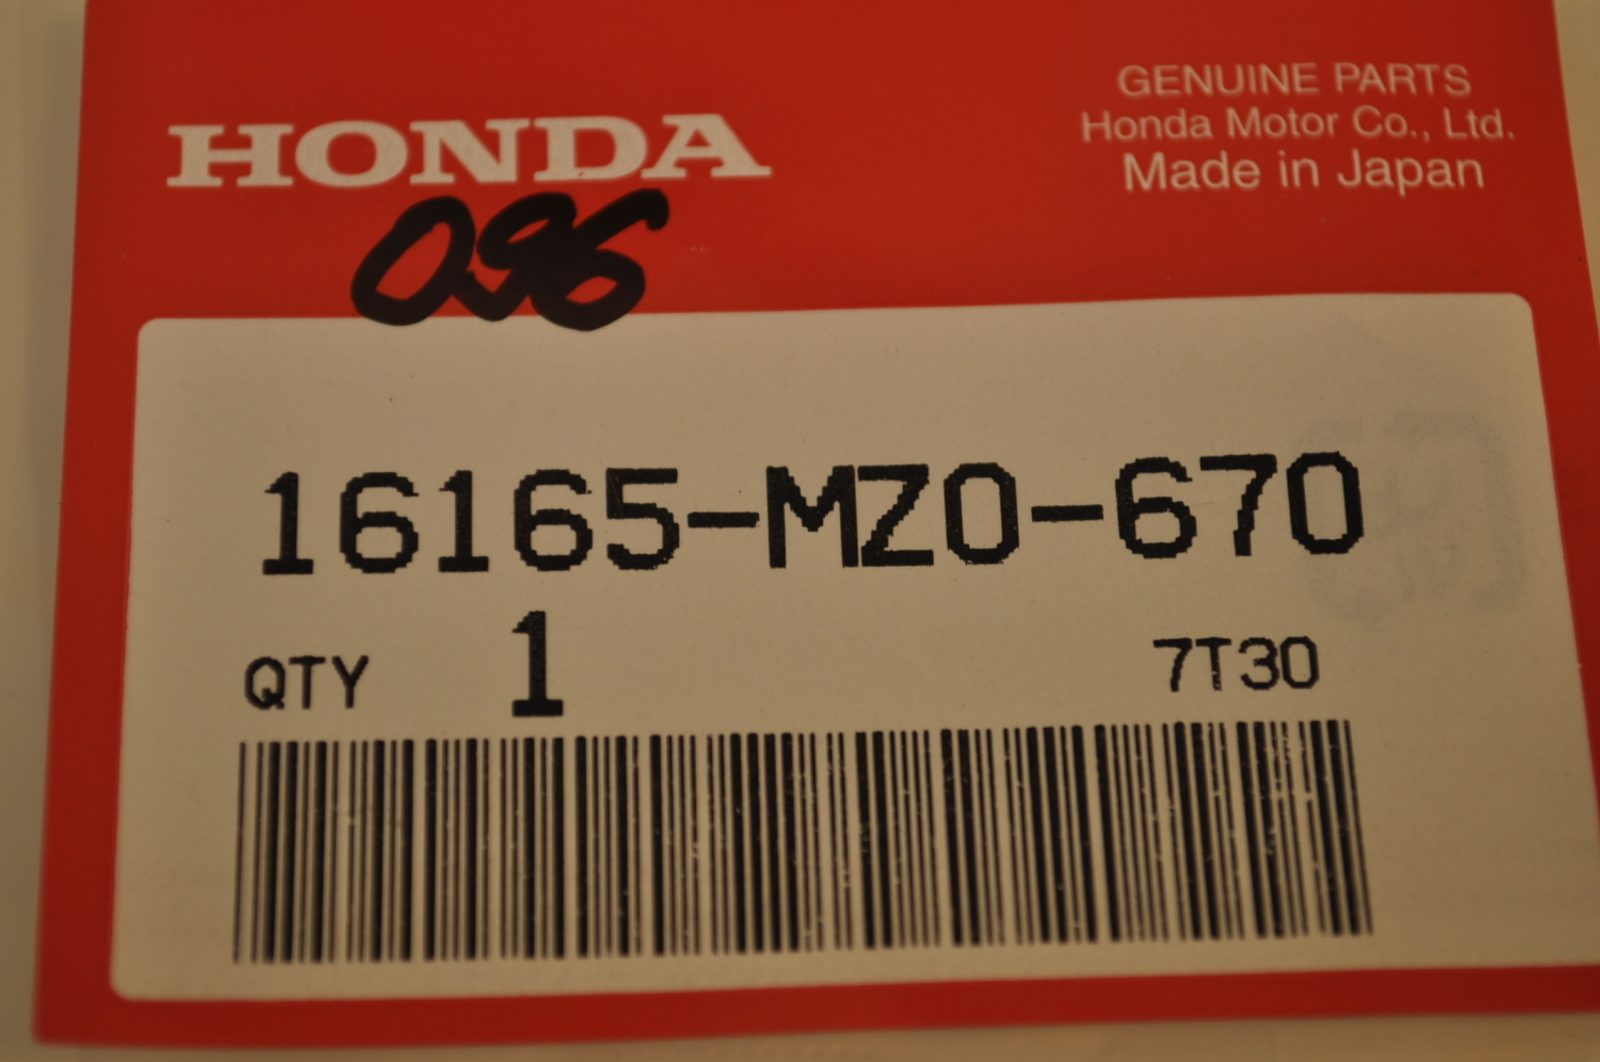 HONDA
GENUINE PARTS
Honda Motor Co., Ltd.
Made in Japan
096
16165-MZ0-670
QTY 1 7T30